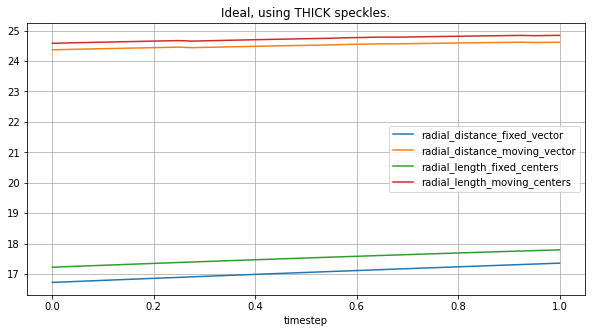 Ideal, using THICK speckles.
25
24
23
22
21
20
19
18
17
radial_distance_fixed_vector
radial_distance_moving_vector
radial_length_fixed_centers
radial_length_moving_centers
0.0 0.2 0.4 0.6 0.8 1.0
timestep